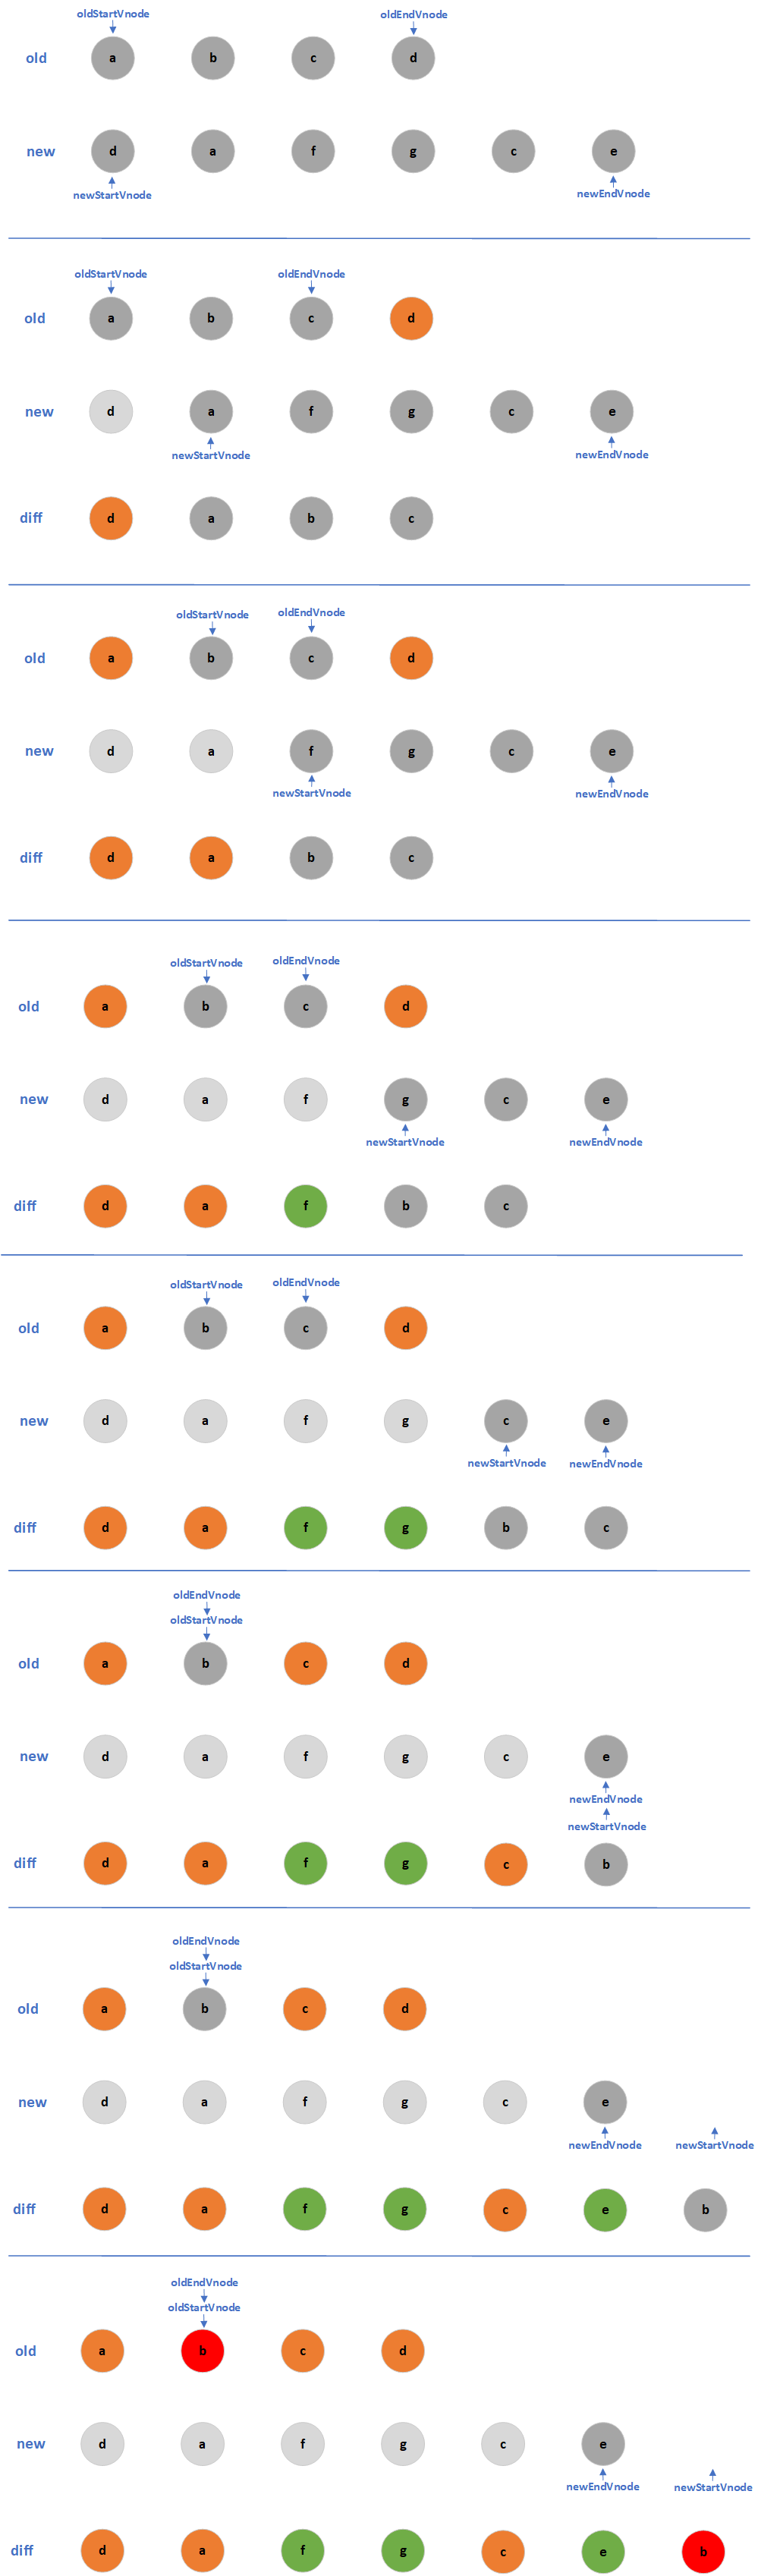 oldStartVnode oldEndVnode
old a b c d
new d a f g c e
newStartVnode newEndVnode
oldStartVnode oldEndVnode
old a b c d
new d a f g c e
newStartVnode newEndVnode
diff d a b c
oldStartVnode oldEndVnode
old a b c d
new d a f g c e
newStartVnode newEndVnode
diff d a b c
oldStartVnode oldEndVnode
old a b c d
new d a f g c e
newStartVnode newEndVnode
diff d a f b c
oldStartVnode oldEndVnode
old a b c d
new d a f g c e
newStartVnode newEndVnode
diff d a f g b c
oldEndVnode
oldStartVnode
old a b c d
new d a f g c e
newEndVnode
newStartVnode
diff d a f g c b
oldEndVnode
oldStartVnode
old a b c d
new d a f g c e
newEndVnode newStartVnode
diff d a f g c e b
oldEndVnode
oldStartVnode
old a b c d
new d a f g c e
newEndVnode newStartVnode
diff d a f g c e b